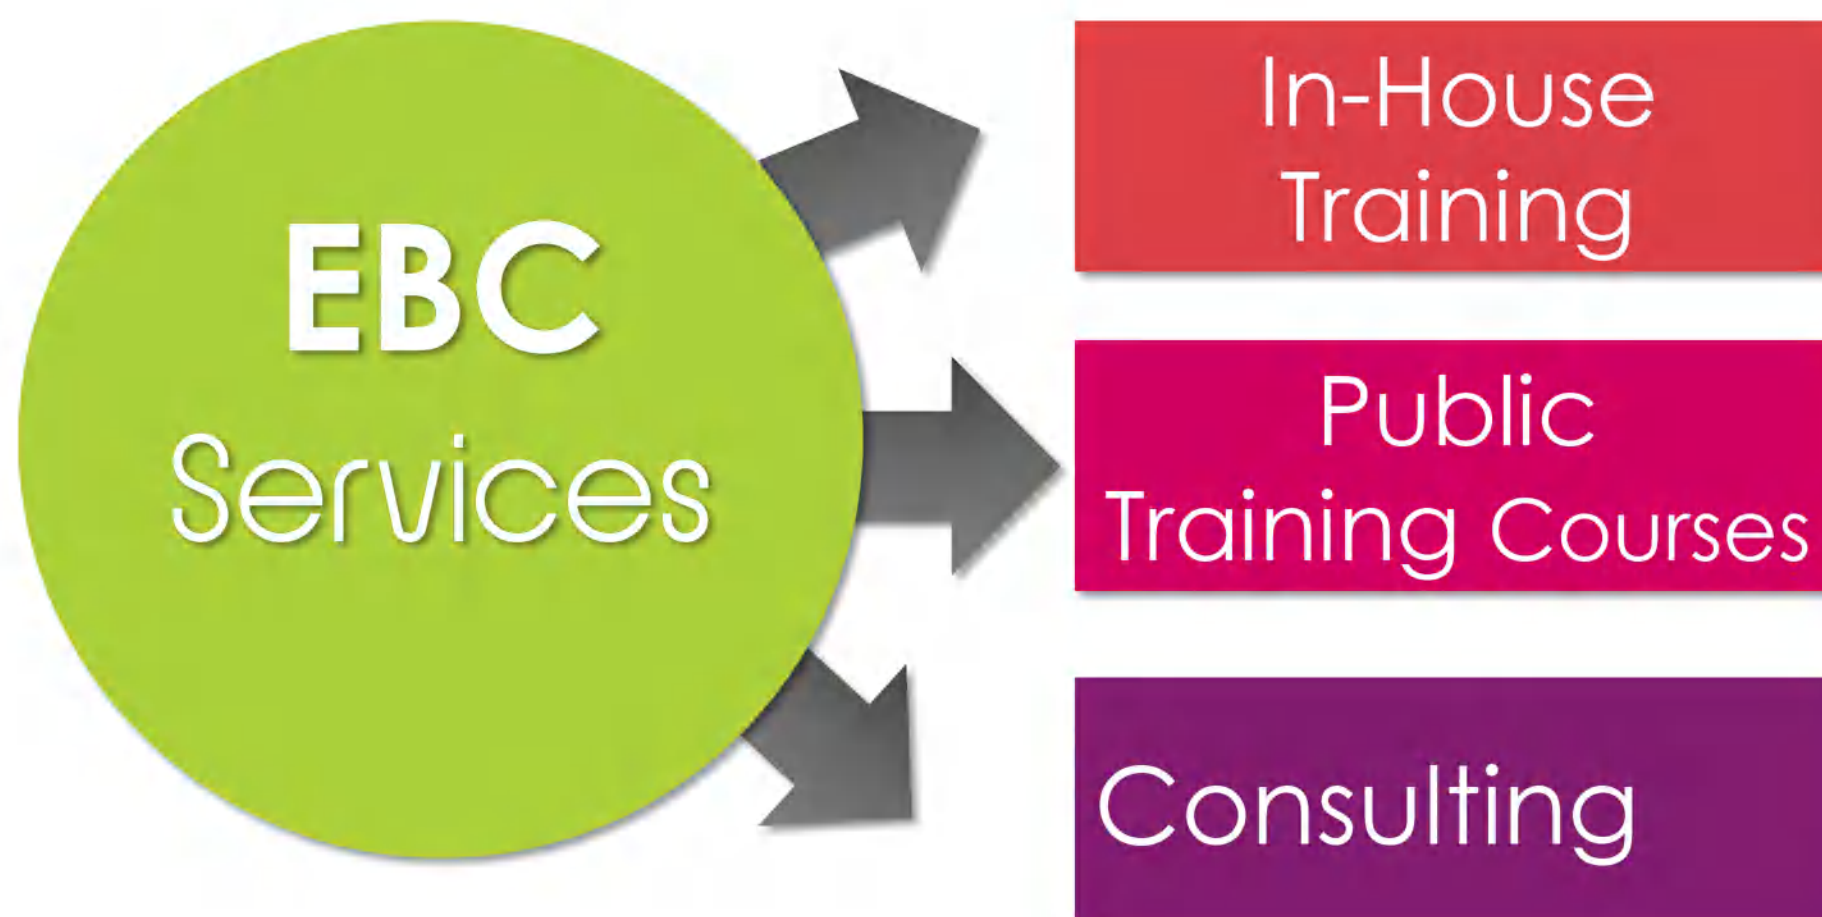 EBC
Services
In-House
Training
Public
Training Courses
Consulting